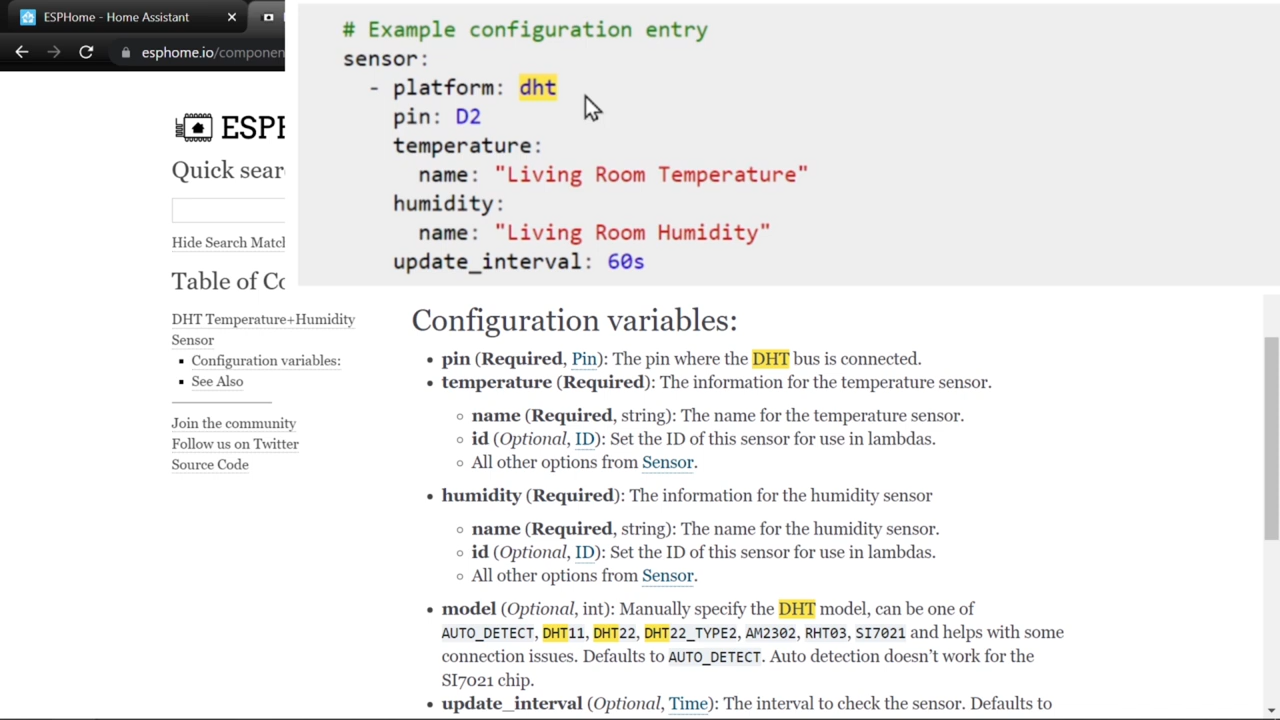 ESPHome - Home Assistant
esphome.io/componen
# Example configuration entry
sensor:
- platform: dht
pin: D2
temperature:
name: "Living Room Temperature"
humidity:
name: "Living Room Humidity"
update_interval: 60s
ESPH
Quick sear
Hide Search Match
Table of Co
DHT Temperature+Humidity
Sensor
▪ Configuration variables:
▪ See Also
Join the community
Follow us on Twitter
Source Code
Configuration variables:
• pin (Required, Pin): The pin where the DHT bus is connected.
• temperature (Required): The information for the temperature sensor.
◦ name (Required, string): The name for the temperature sensor.
◦ id (Optional, ID): Set the ID of this sensor for use in lambdas.
◦ All other options from Sensor.
• humidity (Required): The information for the humidity sensor
◦ name (Required, string): The name for the humidity sensor.
◦ id (Optional, ID): Set the ID of this sensor for use in lambdas.
◦ All other options from Sensor.
• model (Optional, int): Manually specify the DHT model, can be one of
AUTO_DETECT, DHT11, DHT22, DHT22_TYPE2, AM2302, RHT03, SI7021 and helps with some
connection issues. Defaults to AUTO_DETECT. Auto detection doesn't work for the
SI7021 chip.
• update_interval (Optional, Time): The interval to check the sensor. Defaults to